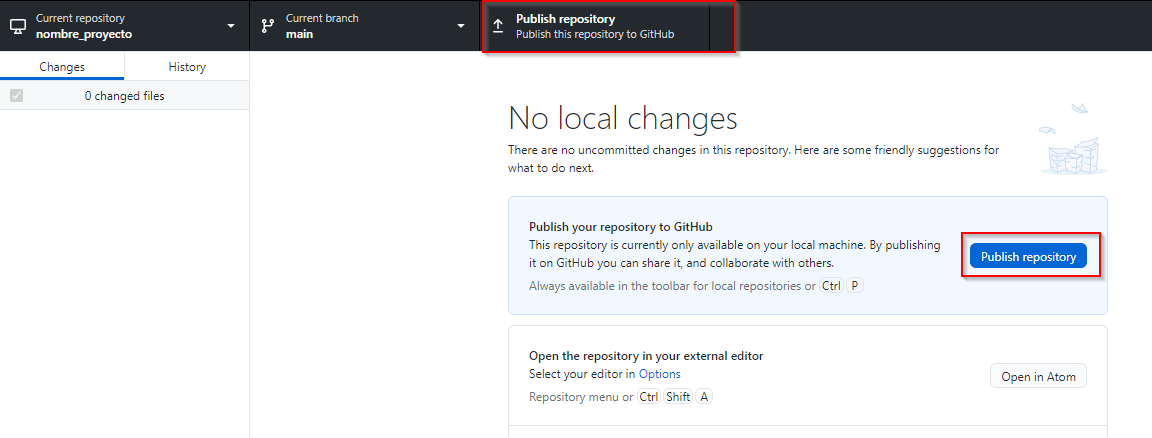 Current repository
nombre_proyecto
Current branch
main
Publish repository
Publish this repository to GitHub
Changes
History
0 changed files
No local changes
There are no uncommitted changes in this repository. Here are some friendly suggestions for
what to do next.
Publish your repository to GitHub
This repository is currently only available on your local machine. By publishing
it on GitHub you can share it, and collaborate with others.
Always available in the toolbar for local repositories or Ctrl P
Publish repository
Open the repository in your external editor
Select your editor in Options
Repository menu or Ctrl Shift A
Open in Atom